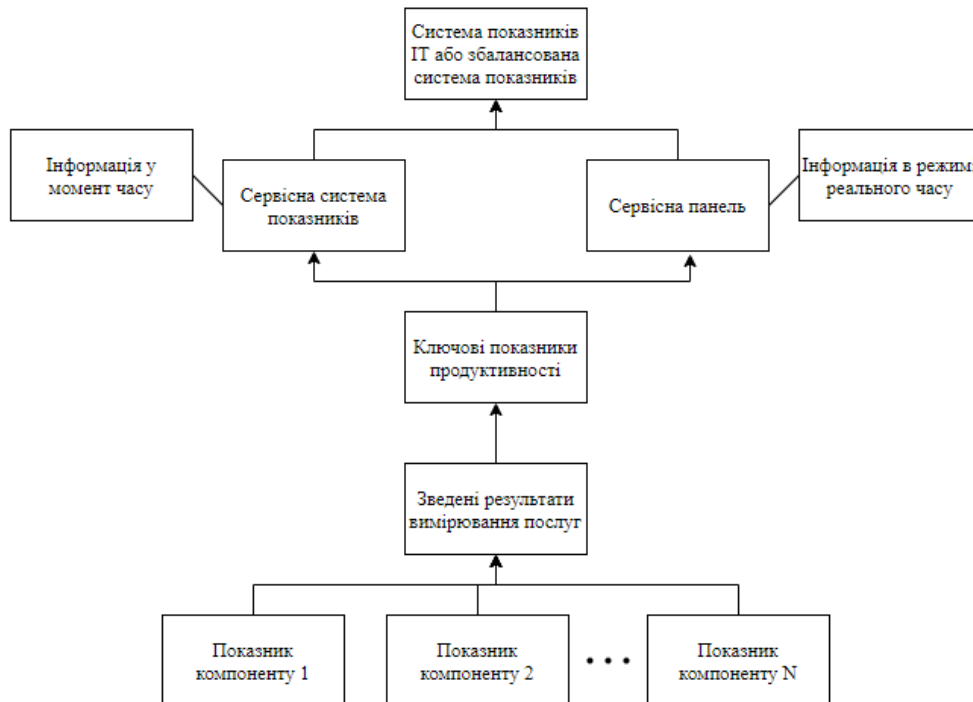 Система показників
ІТ або збалансована
система показників
Інформація у
момент часу
Сервісна система
показників
Сервісна панель
Інформація в режимі
реального часу
Ключові показники
продуктивності
Зведені результати
вимірювання послуг
Показник
компоненту 1
Показник
компоненту 2
Показник
компоненту N